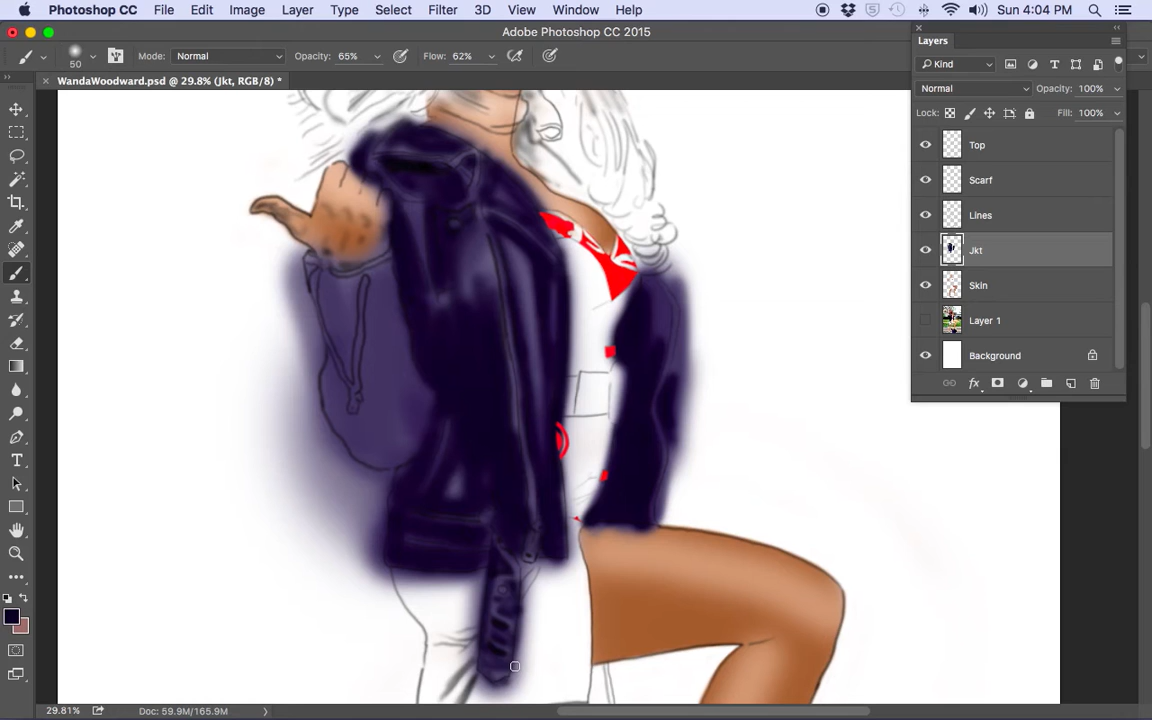 Photoshop CC File Edit Image Layer Type Select Filter 3D View Window Help Sun 4:04 PM
Adobe Photoshop CC 2015
50 Mode: Normal Opacity: 65% Flow: 62%
WandaWoodward.psd @ 29.8% (Jkt, RGB/8) *
Layers
Kind
Normal Opacity: 100%
Lock: Fill: 100%
Top
Scarf
Lines
Jkt
Skin
Layer 1
Background
fx
29.81% Doc: 59.9M/165.9M